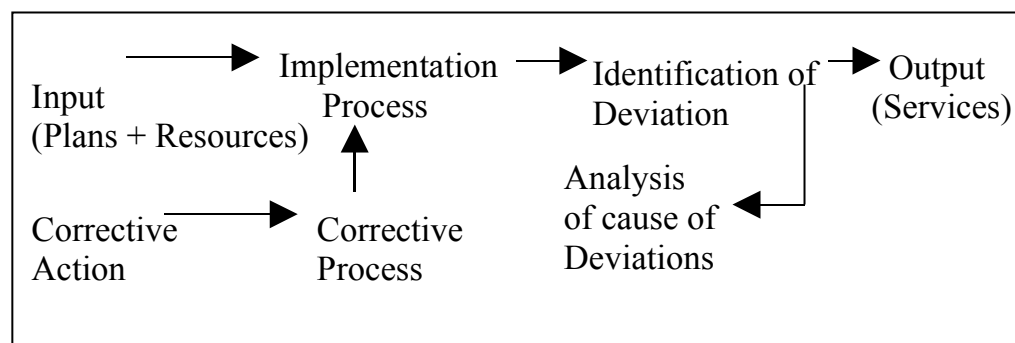 Input
(Plans + Resources)
Implementation
Process
Identification of
Deviation
Output
(Services)
Corrective
Action
Corrective
Process
Analysis
of cause of
Deviations